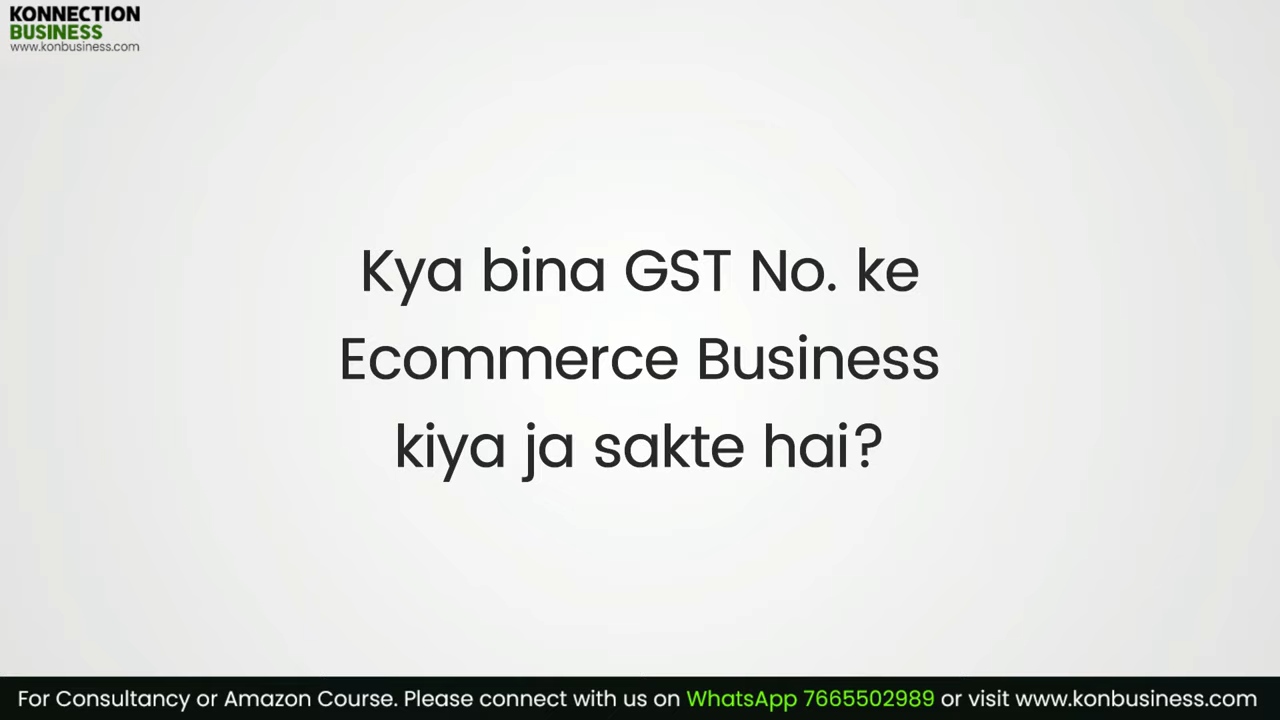 KONNECTION
BUSINESS
www.konbusiness.com
Kya bina GST No. ke
Ecommerce Business
kiya ja sakte hai?
For Consultancy or Amazon Course. Please connect with us on WhatsApp 7665502989 or visit www.konbusiness.com